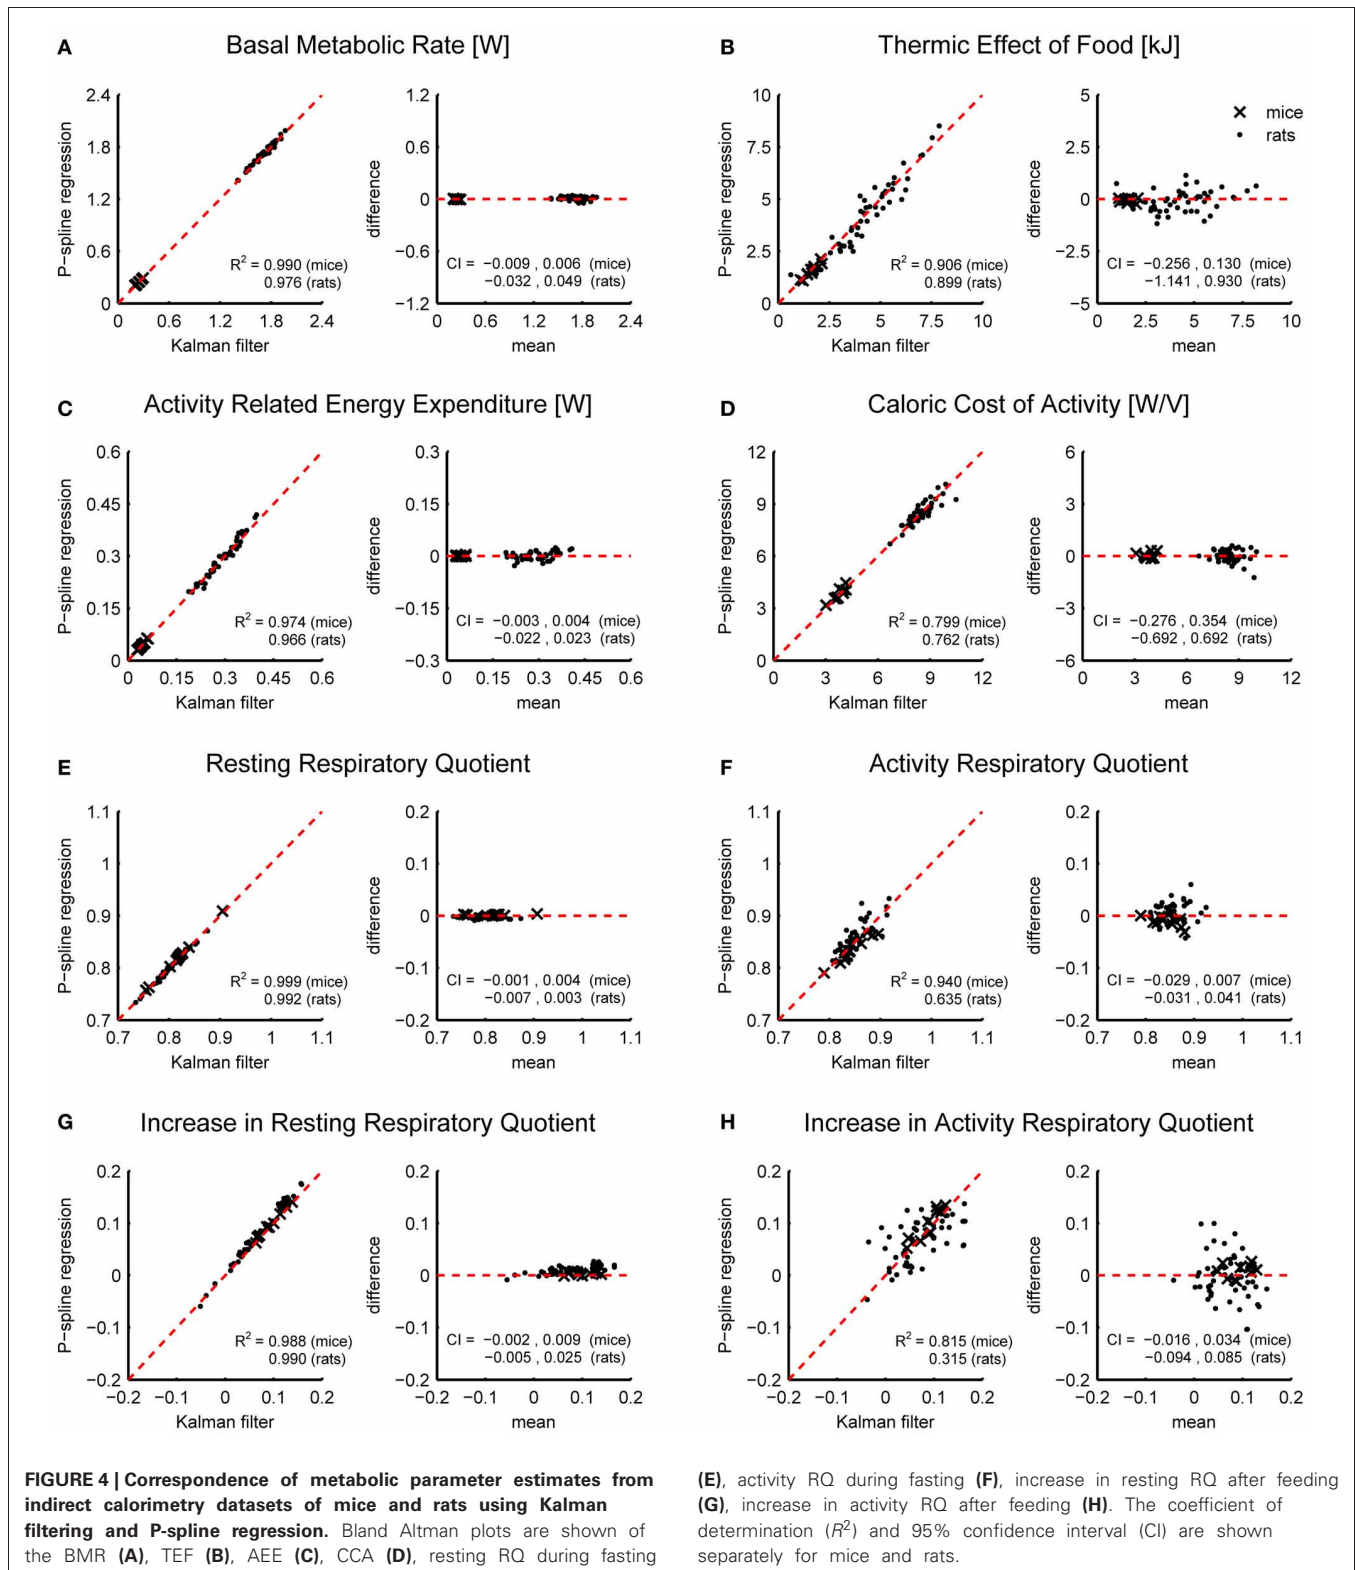 A Basal Metabolic Rate [W]
2.4
1.8
1.2
0.6
0
P−spline regression
R² = 0.990 (mice)
0.976 (rats)
0 0.6 1.2 1.8 2.4
Kalman filter
1.2
0.6
0
−0.6
−1.2
difference
CI = −0.009 , 0.006 (mice)
−0.032 , 0.049 (rats)
0 0.6 1.2 1.8 2.4
mean
B Thermic Effect of Food [kJ]
10
7.5
5
2.5
0
P−spline regression
R² = 0.906 (mice)
0.899 (rats)
0 2.5 5 7.5 10
Kalman filter
5
2.5
0
−2.5
−5
difference
mice
rats
CI = −0.256 , 0.130 (mice)
−1.141 , 0.930 (rats)
0 2.5 5 7.5 10
mean
C Activity Related Energy Expenditure [W]
0.6
0.45
0.3
0.15
0
P−spline regression
R² = 0.974 (mice)
0.966 (rats)
0 0.15 0.3 0.45 0.6
Kalman filter
0.3
0.15
0
−0.15
−0.3
difference
CI = −0.003 , 0.004 (mice)
−0.022 , 0.023 (rats)
0 0.15 0.3 0.45 0.6
mean
D Caloric Cost of Activity [W/V]
12
9
6
3
0
P−spline regression
R² = 0.799 (mice)
0.762 (rats)
0 3 6 9 12
Kalman filter
6
3
0
−3
−6
difference
CI = −0.276 , 0.354 (mice)
−0.692 , 0.692 (rats)
0 3 6 9 12
mean
E Resting Respiratory Quotient
1.1
1
0.9
0.8
0.7
P−spline regression
R² = 0.999 (mice)
0.992 (rats)
0.7 0.8 0.9 1 1.1
Kalman filter
0.2
0.1
0
−0.1
−0.2
difference
CI = −0.001 , 0.004 (mice)
−0.007 , 0.003 (rats)
0.7 0.8 0.9 1 1.1
mean
F Activity Respiratory Quotient
1.1
1
0.9
0.8
0.7
P−spline regression
R² = 0.940 (mice)
0.635 (rats)
0.7 0.8 0.9 1 1.1
Kalman filter
0.2
0.1
0
−0.1
−0.2
difference
CI = −0.029 , 0.007 (mice)
−0.031 , 0.041 (rats)
0.7 0.8 0.9 1 1.1
mean
G Increase in Resting Respiratory Quotient
0.2
0.1
0
−0.1
−0.2
P−spline regression
R² = 0.988 (mice)
0.990 (rats)
−0.2 −0.1 0 0.1 0.2
Kalman filter
0.2
0.1
0
−0.1
−0.2
difference
CI = −0.002 , 0.009 (mice)
−0.005 , 0.025 (rats)
−0.2 −0.1 0 0.1 0.2
mean
H Increase in Activity Respiratory Quotient
0.2
0.1
0
−0.1
−0.2
P−spline regression
R² = 0.815 (mice)
0.315 (rats)
−0.2 −0.1 0 0.1 0.2
Kalman filter
0.2
0.1
0
−0.1
−0.2
difference
CI = −0.016 , 0.034 (mice)
−0.094 , 0.085 (rats)
−0.2 −0.1 0 0.1 0.2
mean
FIGURE 4 | Correspondence of metabolic parameter estimates from
indirect calorimetry datasets of mice and rats using Kalman
filtering and P-spline regression. Bland Altman plots are shown of
the BMR (A), TEF (B), AEE (C), CCA (D), resting RQ during fasting
(E), activity RQ during fasting (F), increase in resting RQ after feeding
(G), increase in activity RQ after feeding (H). The coefficient of
determination (R²) and 95% confidence interval (CI) are shown
separately for mice and rats.